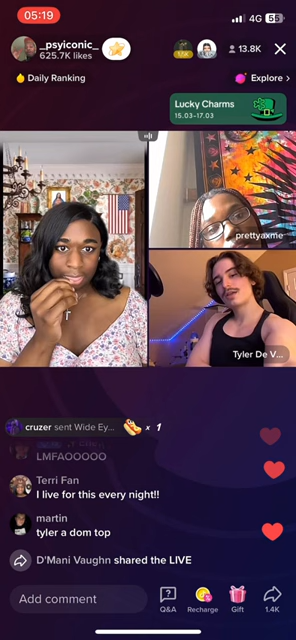 05:19
4G 55
_psyiconic_
625.7K likes
13.8K
Daily Ranking
Explore >
Lucky Charms
15.03-17.03
prettyaxme
Tyler De V...
cruzer sent Wide Ey... x 1
LMFAOOOOO
Terri Fan
I live for this every night!!
martin
tyler a dom top
D'Mani Vaughn shared the LIVE
Add comment
Q&A
Recharge
Gift
1.4K